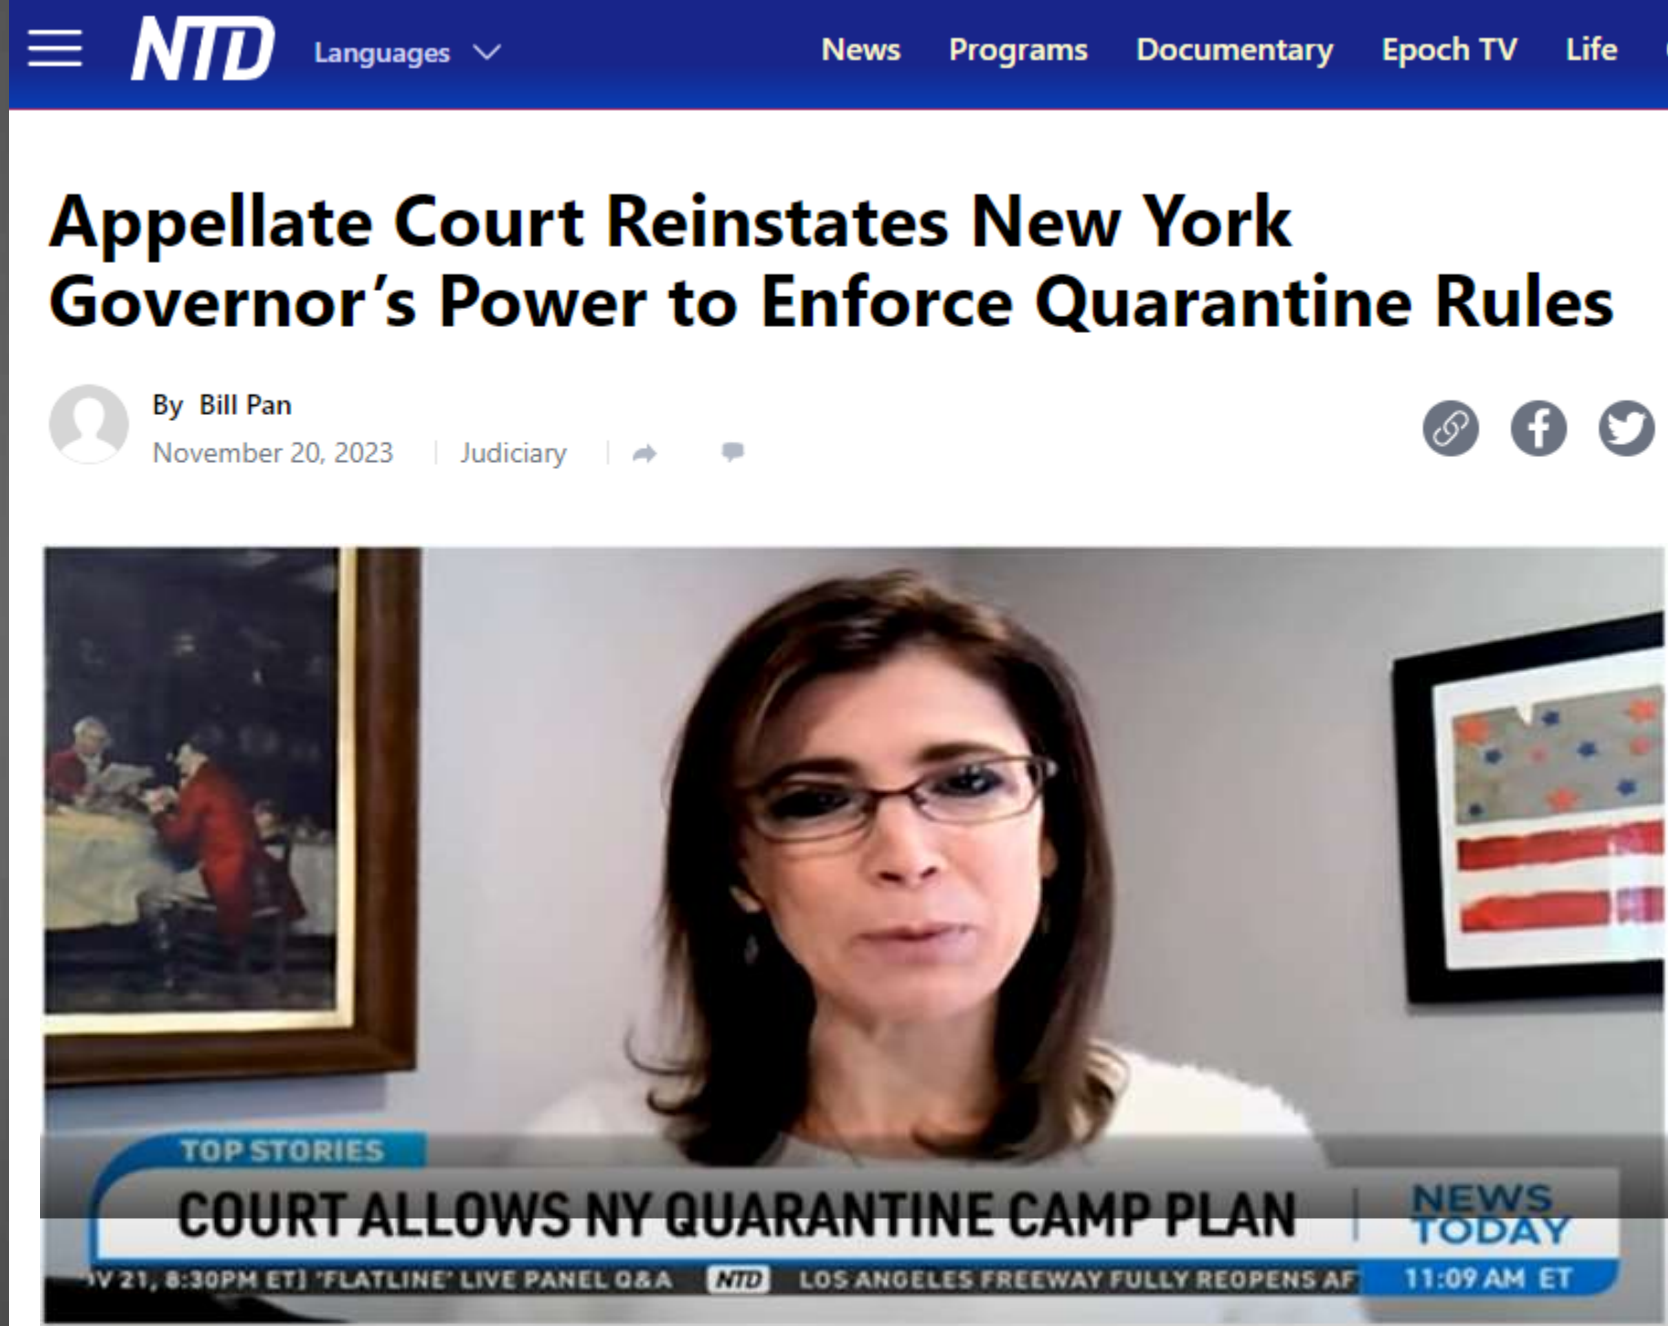 NTD Languages News Programs Documentary Epoch TV Life
Appellate Court Reinstates New York
Governor’s Power to Enforce Quarantine Rules
By Bill Pan
November 20, 2023 Judiciary
TOP STORIES
COURT ALLOWS NY QUARANTINE CAMP PLAN
NEWS
TODAY
21, 8:30PM ET] 'FLATLINE' LIVE PANEL Q&A NTD LOS ANGELES FREEWAY FULLY REOPENS 11:09 AM ET